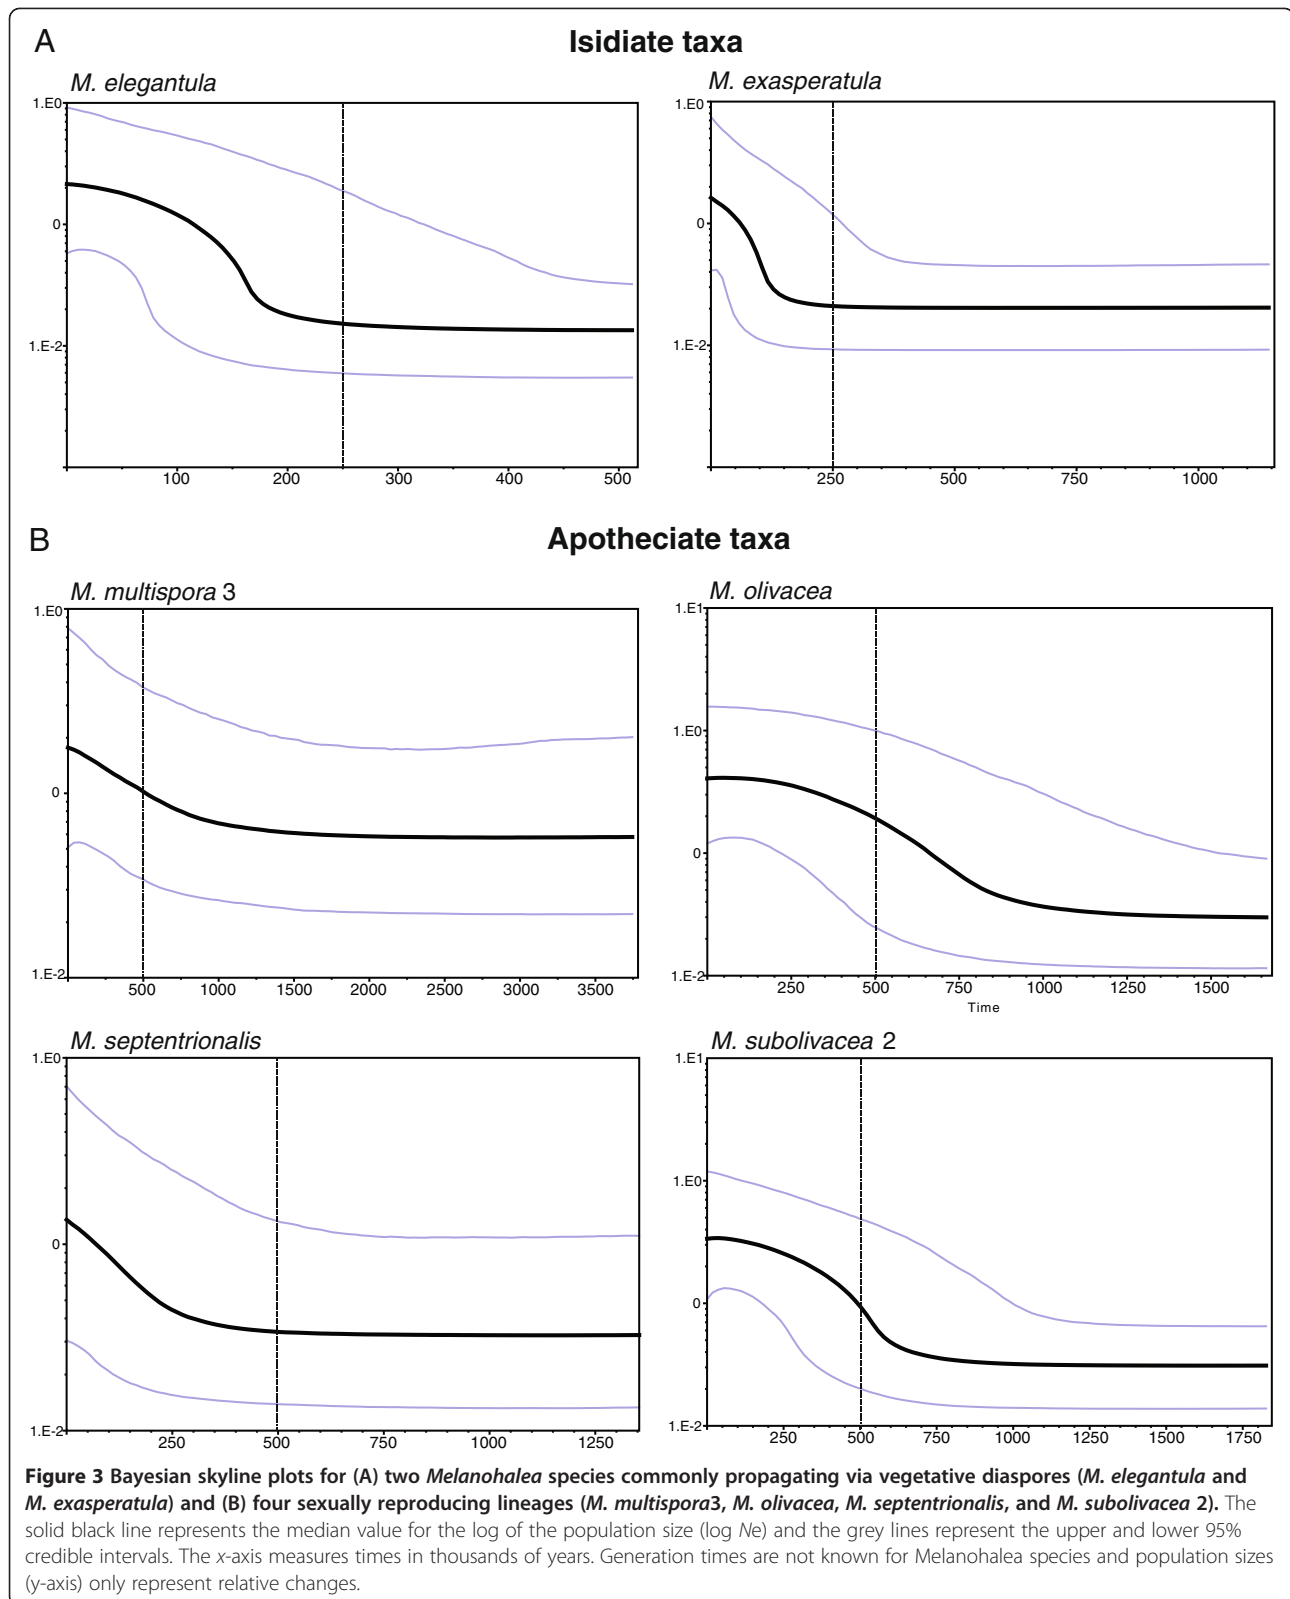 A
Isidiate taxa
M. elegantula
M. exasperatula
1.E0
0
1.E-2
100
200
300
400
500
1.E0
0
1.E-2
250
500
750
1000
B
Apotheciate taxa
M. multispora 3
M. olivacea
1.E0
0
1.E-2
500
1000
1500
2000
2500
3000
3500
1.E1
1.E0
0
1.E-2
250
500
750
1000
1250
1500
Time
M. septentrionalis
M. subolivacea 2
1.E0
0
1.E-2
250
500
750
1000
1250
1.E1
1.E0
0
1.E-2
250
500
750
1000
1250
1500
1750
Figure 3 Bayesian skyline plots for (A) two Melanohalea species commonly propagating via vegetative diaspores (M. elegantula and
M. exasperatula) and (B) four sexually reproducing lineages (M. multispora3, M. olivacea, M. septentrionalis, and M. subolivacea 2). The
solid black line represents the median value for the log of the population size (log Ne) and the grey lines represent the upper and lower 95%
credible intervals. The x-axis measures times in thousands of years. Generation times are not known for Melanohalea species and population sizes
(y-axis) only represent relative changes.